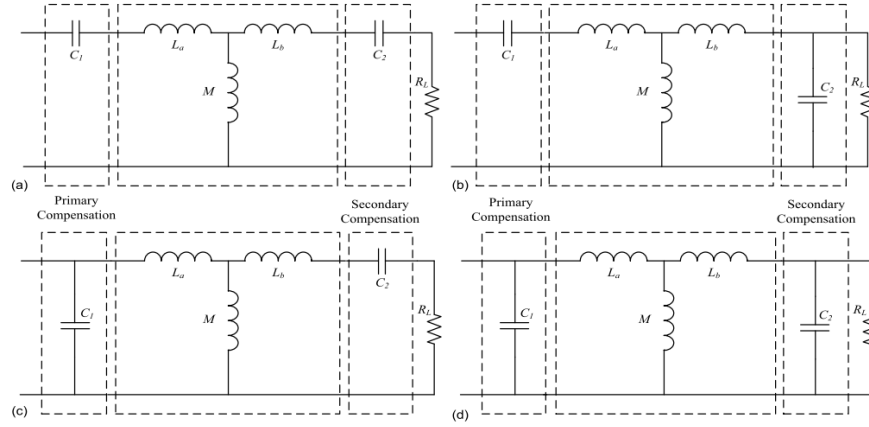 C1
La
Lb
C2
M
RL
(a)
C1
La
Lb
M
C2
RL
(b)
Primary
Compensation
Secondary
Compensation
C1
La
Lb
C2
M
RL
(c)
Primary
Compensation
Secondary
Compensation
C1
La
Lb
M
C2
RL
(d)